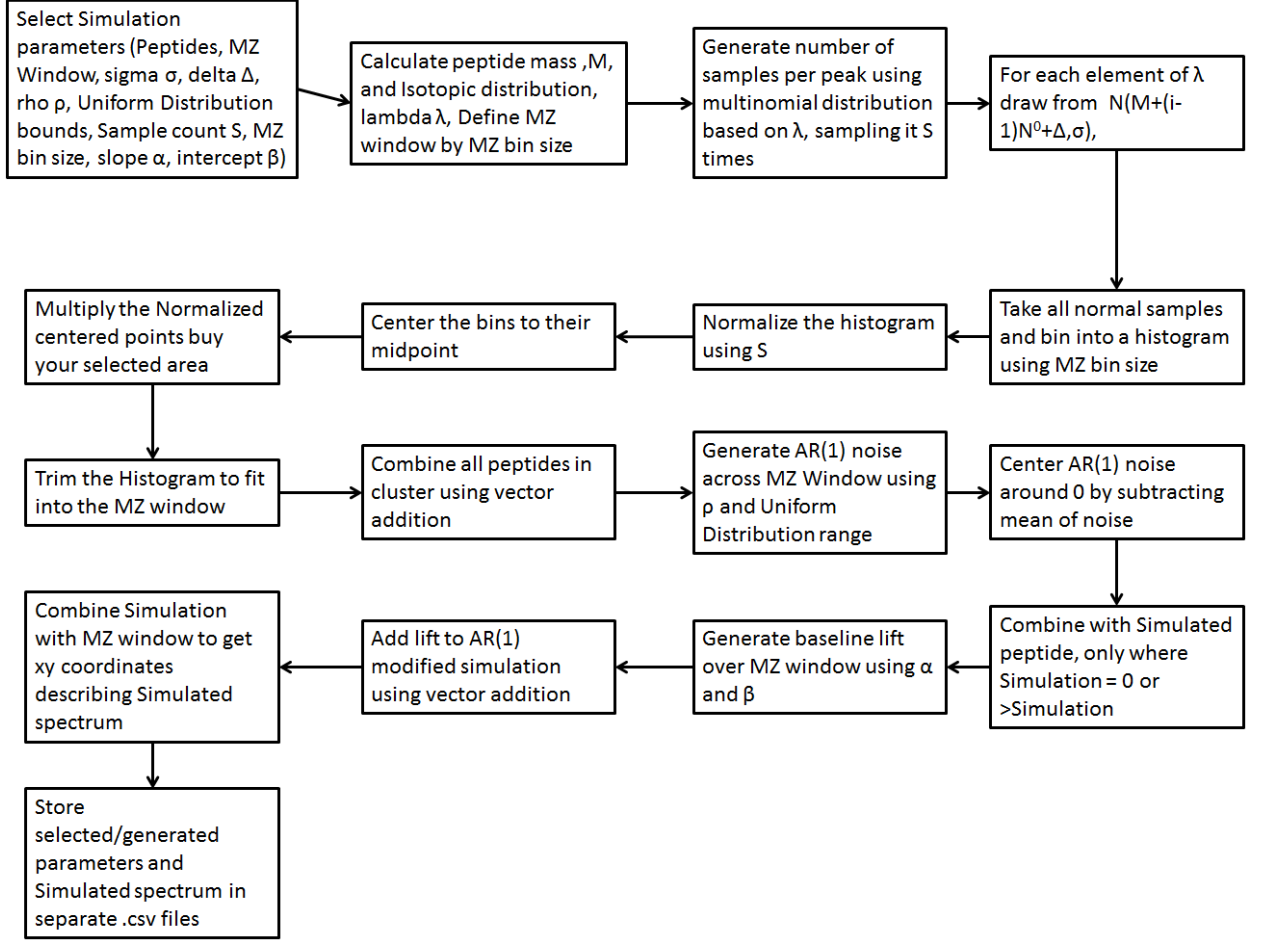 Select Simulation
parameters (Peptides, MZ
Window, sigma σ, delta Δ,
rho ρ, Uniform Distribution
bounds, Sample count S, MZ
bin size, slope α, intercept β)
Calculate peptide mass ,M,
and Isotopic distribution,
lambda λ, Define MZ
window by MZ bin size
Generate number of
samples per peak using
multinomial distribution
based on λ, sampling it S
times
For each element of λ
draw from  N(M+(i-
1)N⁰+Δ,σ),
Take all normal samples
and bin into a histogram
using MZ bin size
Normalize the histogram
using S
Center the bins to their
midpoint
Multiply the Normalized
centered points buy
your selected area
Trim the Histogram to fit
into the MZ window
Combine all peptides in
cluster using vector
addition
Generate AR(1) noise
across MZ Window using
ρ and Uniform
Distribution range
Center AR(1) noise
around 0 by subtracting
mean of noise
Combine with Simulated
peptide, only where
Simulation = 0 or
>Simulation
Generate baseline lift
over MZ window using α
and β
Add lift to AR(1)
modified simulation
using vector addition
Combine Simulation
with MZ window to get
xy coordinates
describing Simulated
spectrum
Store
selected/generated
parameters and
Simulated spectrum in
separate .csv files